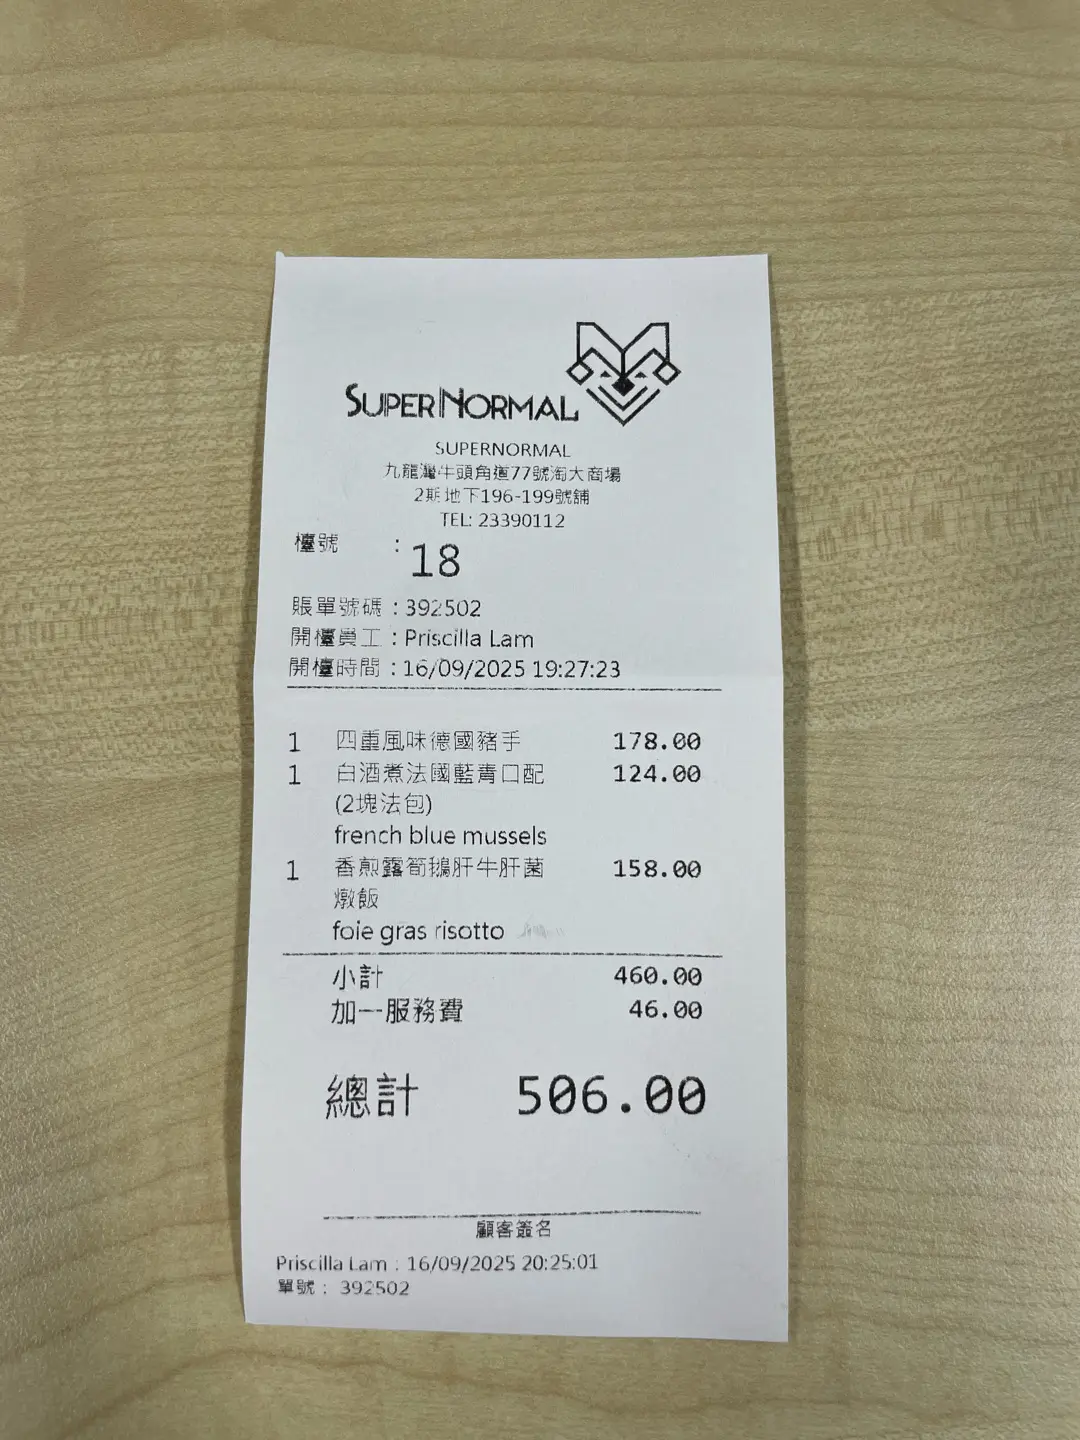 SUPER NORMAL
SUPERNORMAL
九龍灣牛頭角道77號淘大商場
2期地下196-199號舖
TEL: 23390112
檯號 : 18
賬單號碼 : 392502
開檯員工 : Priscilla Lam
開檯時間 : 16/09/2025 19:27:23
1 四重風味德國豬手 178.00
1 白酒煮法國藍青口配 124.00
(2塊法包)
french blue mussels
1 香煎露筍鵝肝牛肝菌 158.00
燉飯
foie gras risotto
小計 460.00
加一服務費 46.00
總計 506.00
顧客簽名
Priscilla Lam : 16/09/2025 20:25:01
單號 : 392502